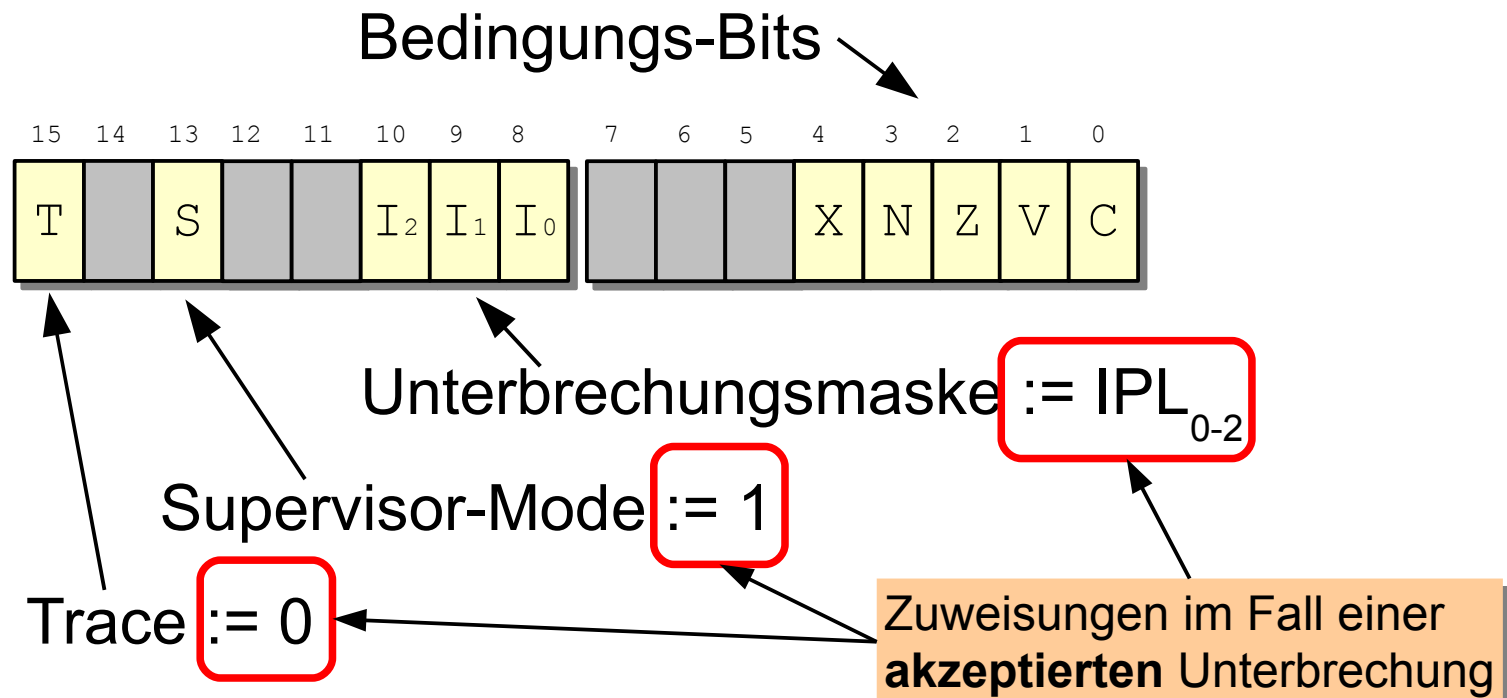 Bedingungs-Bits
15 14 13 12 11 10 9 8 7 6 5 4 3 2 1 0
T S I₂ I₁ I₀ X N Z V C
Unterbrechungsmaske := IPL₀₋₂
Supervisor-Mode := 1
Trace := 0
Zuweisungen im Fall einer
akzeptierten Unterbrechung